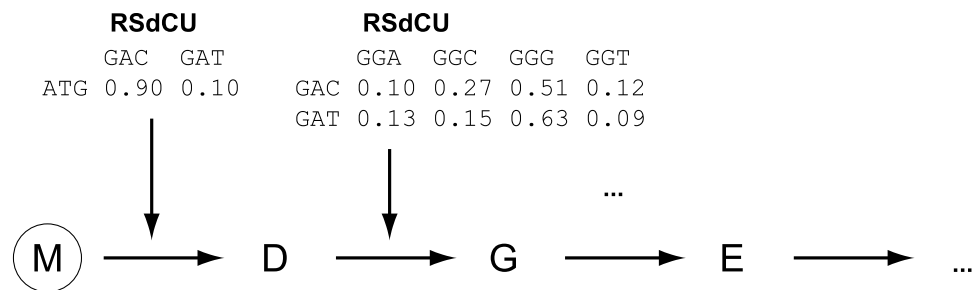 RSdCU RSdCU
GAC GAT GGA GGC GGG GGT
ATG 0.90 0.10 GAC 0.10 0.27 0.51 0.12
GAT 0.13 0.15 0.63 0.09
...
M D G E ...